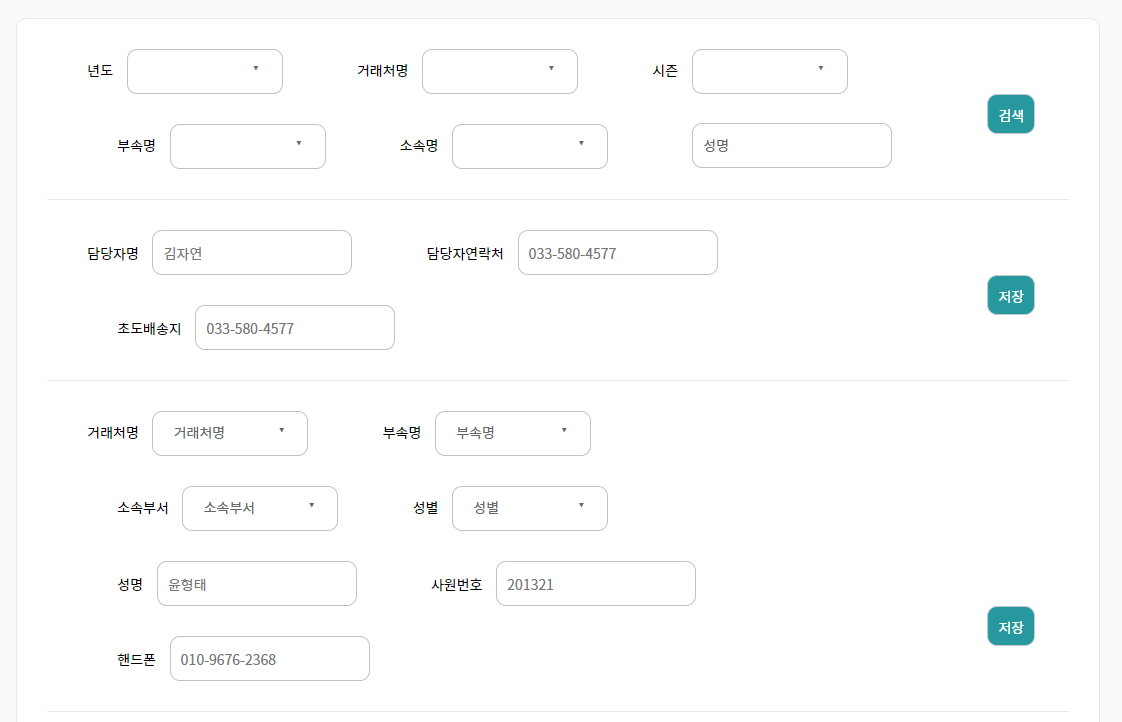 년도 거래처명 시즌
검색
부속명 소속명 성명
담당자명 김자연 담당자연락처 033-580-4577
저장
초도배송지 033-580-4577
거래처명 거래처명 부속명 부속명
소속부서 소속부서 성별 성별
성명 윤형태 사원번호 201321
저장
핸드폰 010-9676-2368